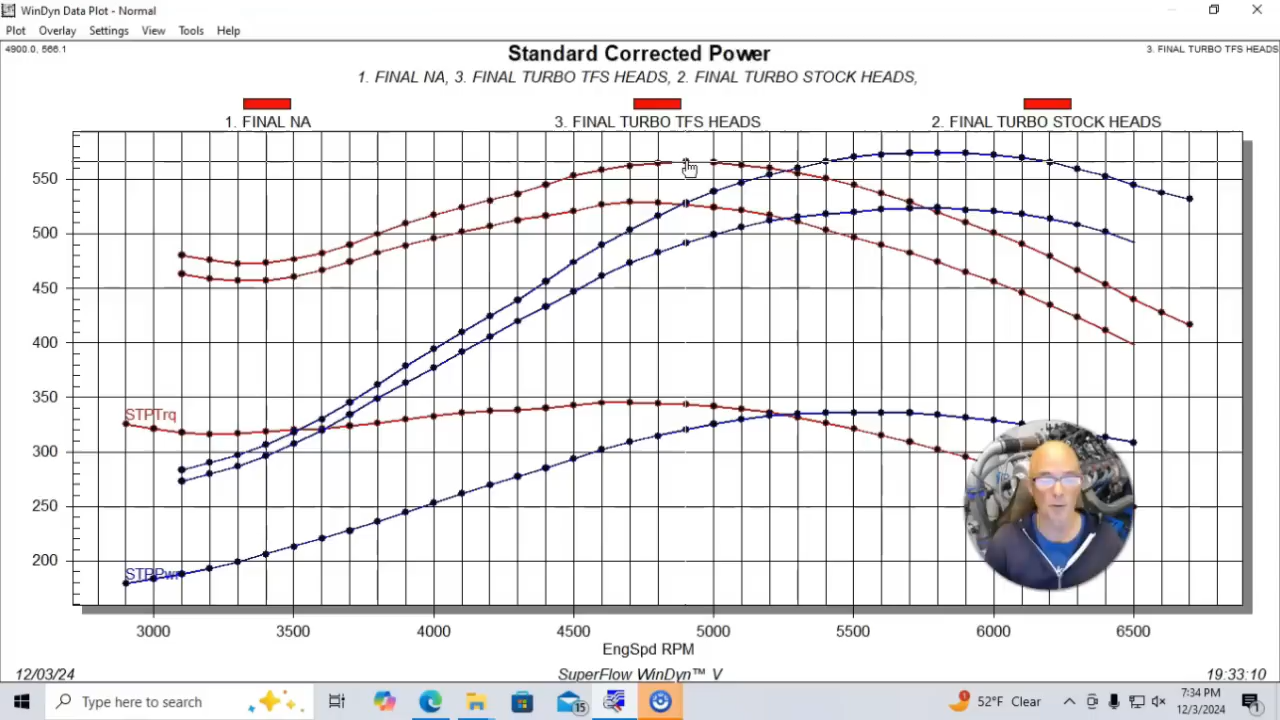 WinDyn Data Plot - Normal
Plot Overlay Settings View Tools Help
4900.0, 566.1
Standard Corrected Power
3. FINAL TURBO TFS HEADS
1. FINAL NA, 3. FINAL TURBO TFS HEADS, 2. FINAL TURBO STOCK HEADS,
1. FINAL NA
3. FINAL TURBO TFS HEADS
2. FINAL TURBO STOCK HEADS
550
500
450
400
350
STPTrq
300
250
200
STPPwr
3000 3500 4000 4500 5000 5500 6000 6500
EngSpd RPM
12/03/24
SuperFlow WinDyn™ V
19:33:10
Type here to search
15
52°F Clear
7:34 PM
12/3/2024
1